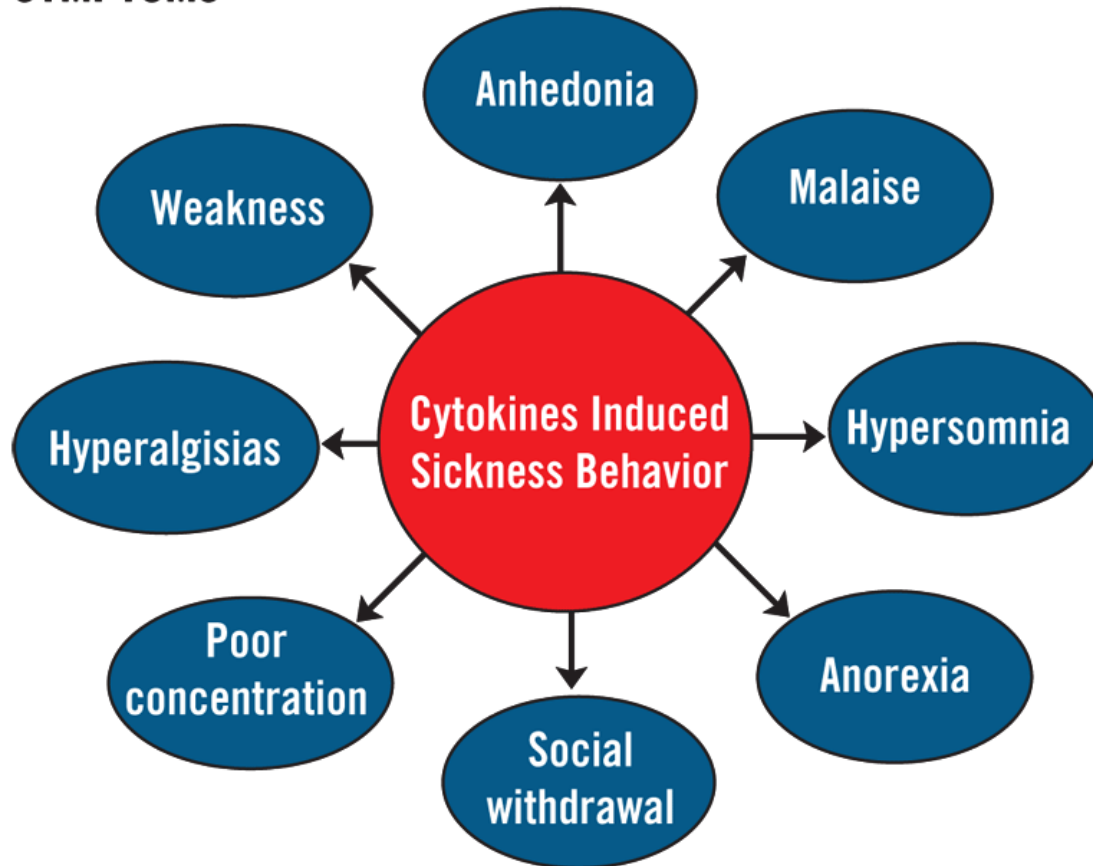 Anhedonia
Malaise
Weakness
Cytokines Induced
Sickness Behavior
Hypersomnia
Hyperalgisias
Poor
concentration
Anorexia
Social
withdrawal